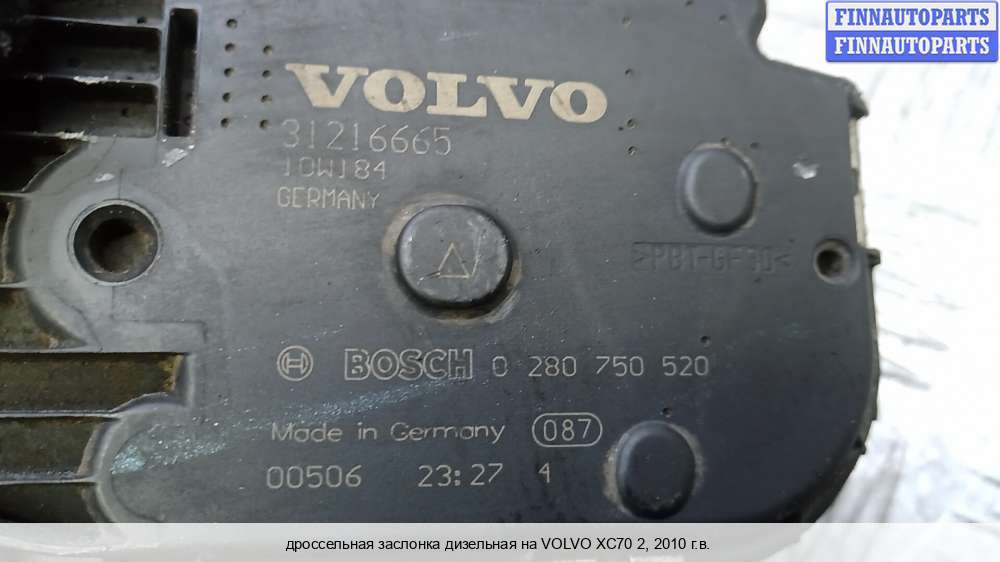 FINNAUTOPARTS
FINNAUTOPARTS
VOLVO
31216665
10W184
GERMANY
>PBT-GF30<
BOSCH 0 280 750 520
Made in Germany 087
00506 23:27 4
дроссельная заслонка дизельная на VOLVO XC70 2, 2010 г.в.